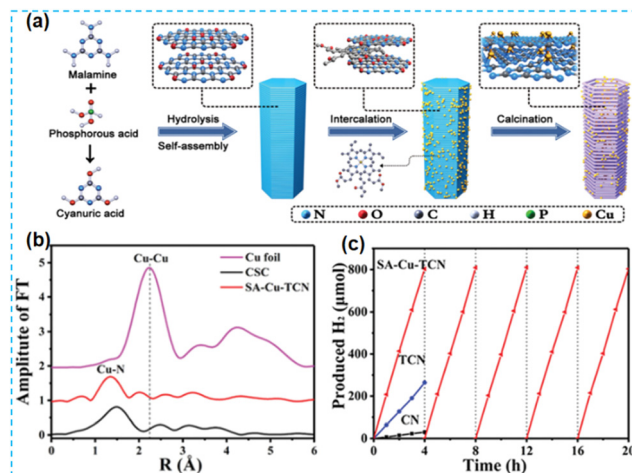 (a)
Malamine
+
Phosphorous acid
Cyanuric acid
Hydrolysis
Self-assembly
Intercalation
Calcination
N O C H P Cu
(b)
Cu-Cu
Cu foil
CSC
SA-Cu-TCN
Cu-N
Amplitude of FT
5
4
3
2
1
0
0 1 2 3 4 5 6
R (Å)
(c)
SA-Cu-TCN
TCN
CN
Produced H₂ (μmol)
800
600
400
200
0
0 4 8 12 16 20
Time (h)